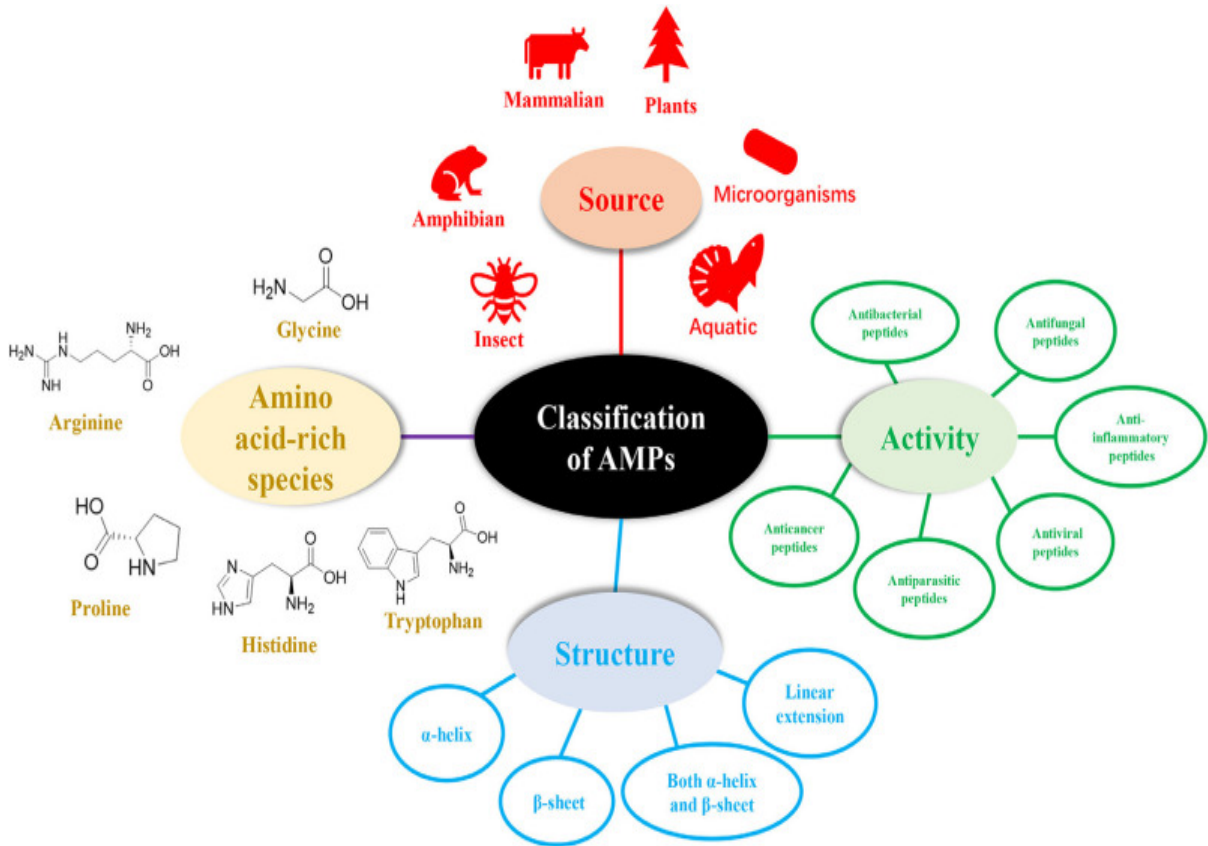 Mammalian
Plants
Amphibian
Source
Microorganisms
Insect
Aquatic
H₂N
O
OH
Glycine
H₂N
H
N
NH₂
OH
NH
O
Arginine
Amino
acid-rich
species
HO
O
HN
Proline
N
HN
O
OH
NH₂
Histidine
O
OH
NH₂
N
H
Tryptophan
Classification
of AMPs
Activity
Antibacterial
peptides
Antifungal
peptides
Anti-
inflammatory
peptides
Antiviral
peptides
Antiparasitic
peptides
Anticancer
peptides
Structure
α-helix
β-sheet
Both α-helix
and β-sheet
Linear
extension